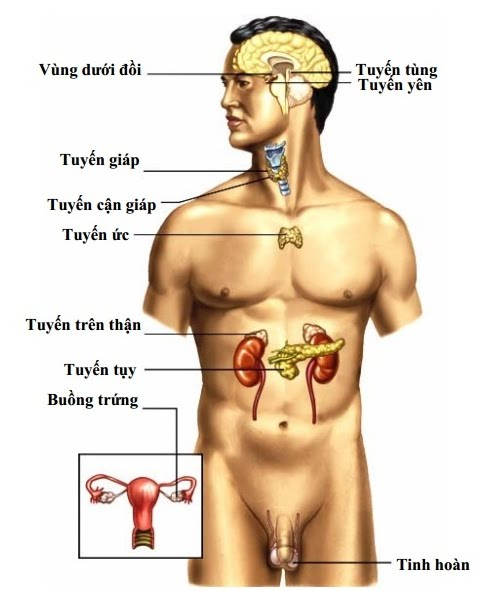 Vùng dưới đồi
Tuyến tùng
Tuyến yên
Tuyến giáp
Tuyến cận giáp
Tuyến ức
Tuyến trên thận
Tuyến tụy
Buồng trứng
Tinh hoàn